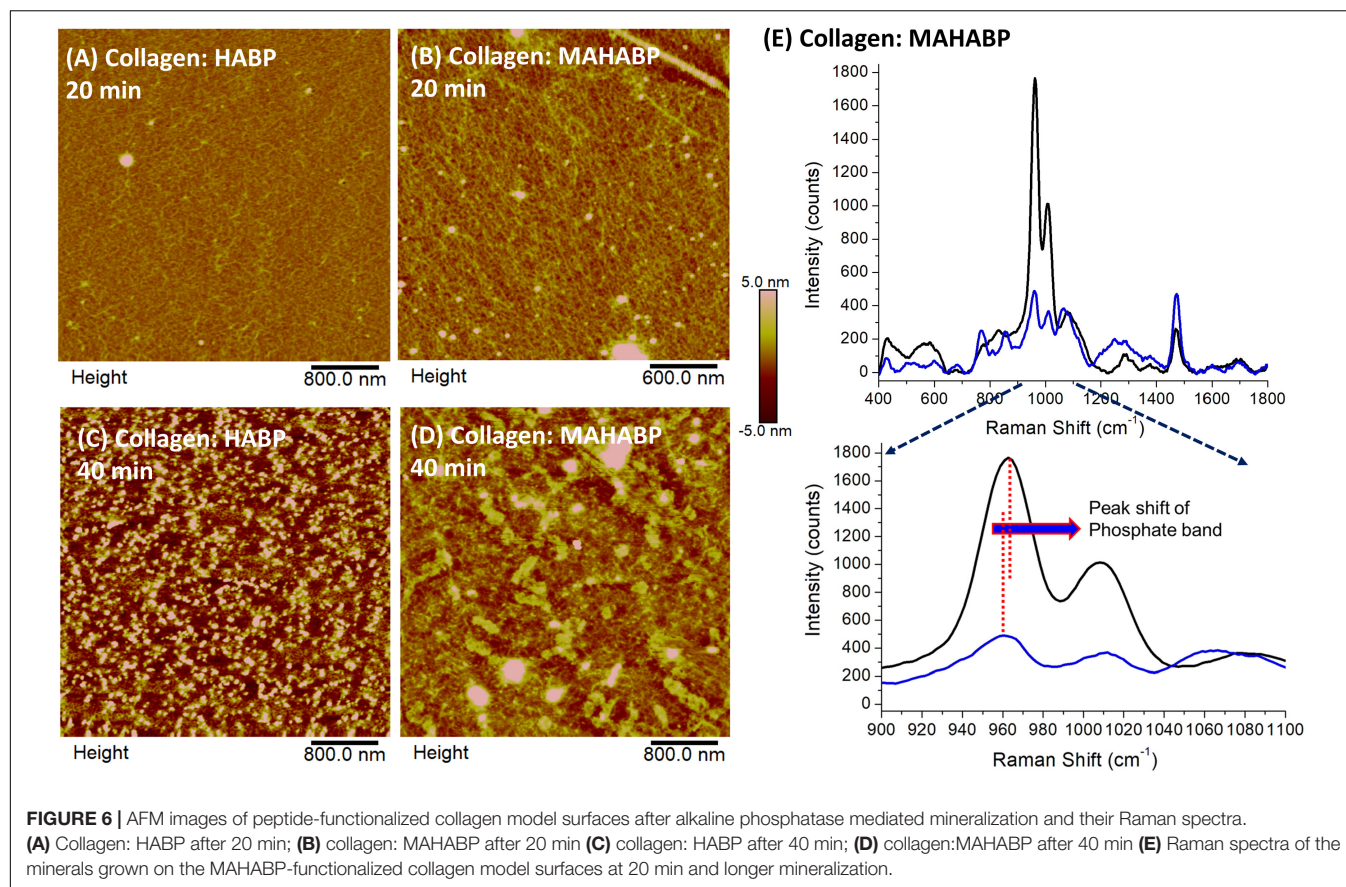 (A) Collagen: HABP
20 min
Height
800.0 nm
(B) Collagen: MAHABP
20 min
600.0 nm
5.0 nm
-5.0 nm
(C) Collagen: HABP
40 min
Height
800.0 nm
(D) Collagen: MAHABP
40 min
Height
800.0 nm
(E) Collagen: MAHABP
1800
1600
1400
1200
1000
800
600
400
200
0
Intensity (counts)
400 600 800 1000 1200 1400 1600 1800
Raman Shift (cm-1)
1800
1600
1400
1200
1000
800
600
400
200
0
Intensity (counts)
Peak shift of
Phosphate band
900 920 940 960 980 1000 1020 1040 1060 1080 1100
Raman Shift (cm-1)
FIGURE 6 | AFM images of peptide-functionalized collagen model surfaces after alkaline phosphatase mediated mineralization and their Raman spectra.
(A) Collagen: HABP after 20 min; (B) collagen: MAHABP after 20 min (C) collagen: HABP after 40 min; (D) collagen:MAHABP after 40 min (E) Raman spectra of the
minerals grown on the MAHABP-functionalized collagen model surfaces at 20 min and longer mineralization.